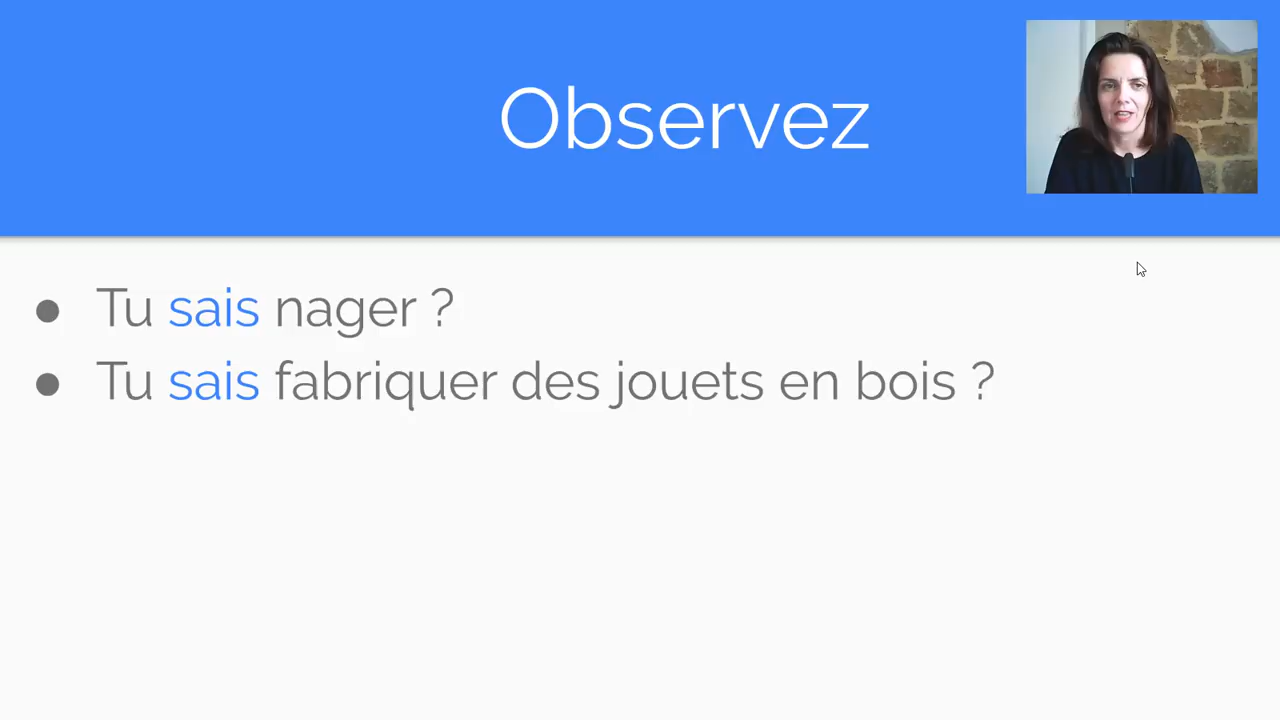 Observez
● Tu sais nager ?
● Tu sais fabriquer des jouets en bois ?